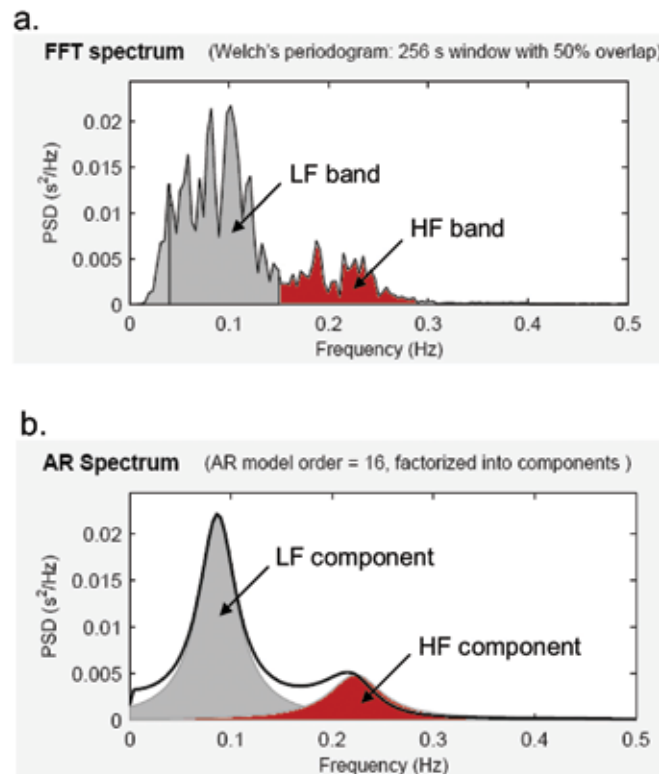 a.
FFT spectrum (Welch's periodogram: 256 s window with 50% overlap)
0.02
0.015
0.01
0.005
0
PSD (s²/Hz)
LF band
HF band
0 0.1 0.2 0.3 0.4 0.5
Frequency (Hz)
b.
AR Spectrum (AR model order = 16, factorized into components )
0.02
0.015
0.01
0.005
0
PSD (s²/Hz)
LF component
HF component
0 0.1 0.2 0.3 0.4 0.5
Frequency (Hz)